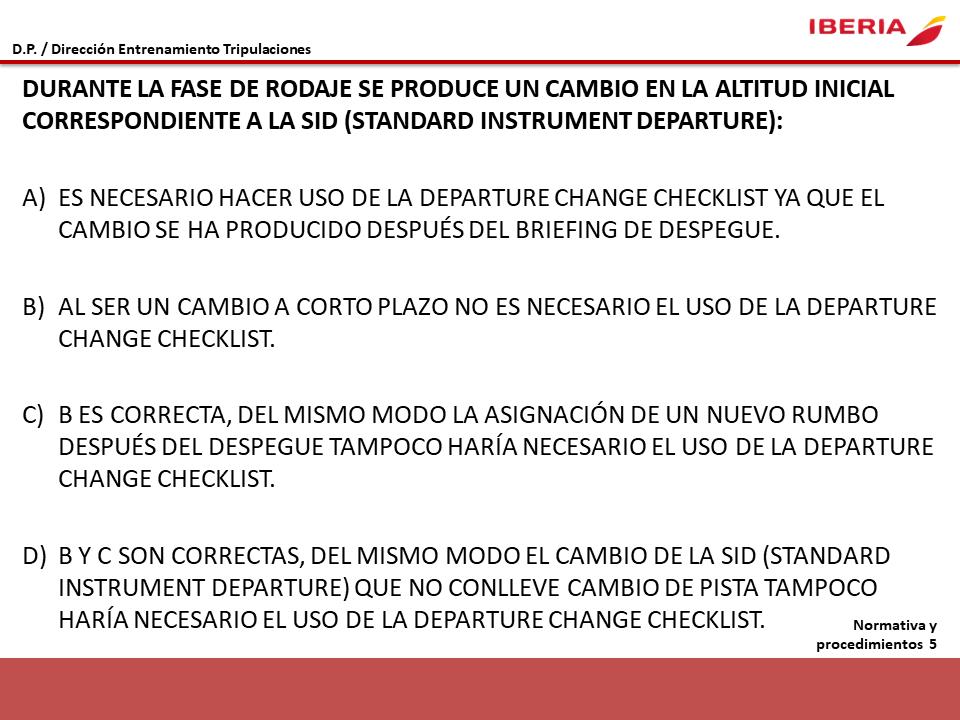 IBERIA
D.P. / Dirección Entrenamiento Tripulaciones
DURANTE LA FASE DE RODAJE SE PRODUCE UN CAMBIO EN LA ALTITUD INICIAL
CORRESPONDIENTE A LA SID (STANDARD INSTRUMENT DEPARTURE):
A) ES NECESARIO HACER USO DE LA DEPARTURE CHANGE CHECKLIST YA QUE EL
CAMBIO SE HA PRODUCIDO DESPUÉS DEL BRIEFING DE DESPEGUE.
B) AL SER UN CAMBIO A CORTO PLAZO NO ES NECESARIO EL USO DE LA DEPARTURE
CHANGE CHECKLIST.
C) B ES CORRECTA, DEL MISMO MODO LA ASIGNACIÓN DE UN NUEVO RUMBO
DESPUÉS DEL DESPEGUE TAMPOCO HARÍA NECESARIO EL USO DE LA DEPARTURE
CHANGE CHECKLIST.
D) B Y C SON CORRECTAS, DEL MISMO MODO EL CAMBIO DE LA SID (STANDARD
INSTRUMENT DEPARTURE) QUE NO CONLLEVE CAMBIO DE PISTA TAMPOCO
HARÍA NECESARIO EL USO DE LA DEPARTURE CHANGE CHECKLIST.
Normativa y
procedimientos 5